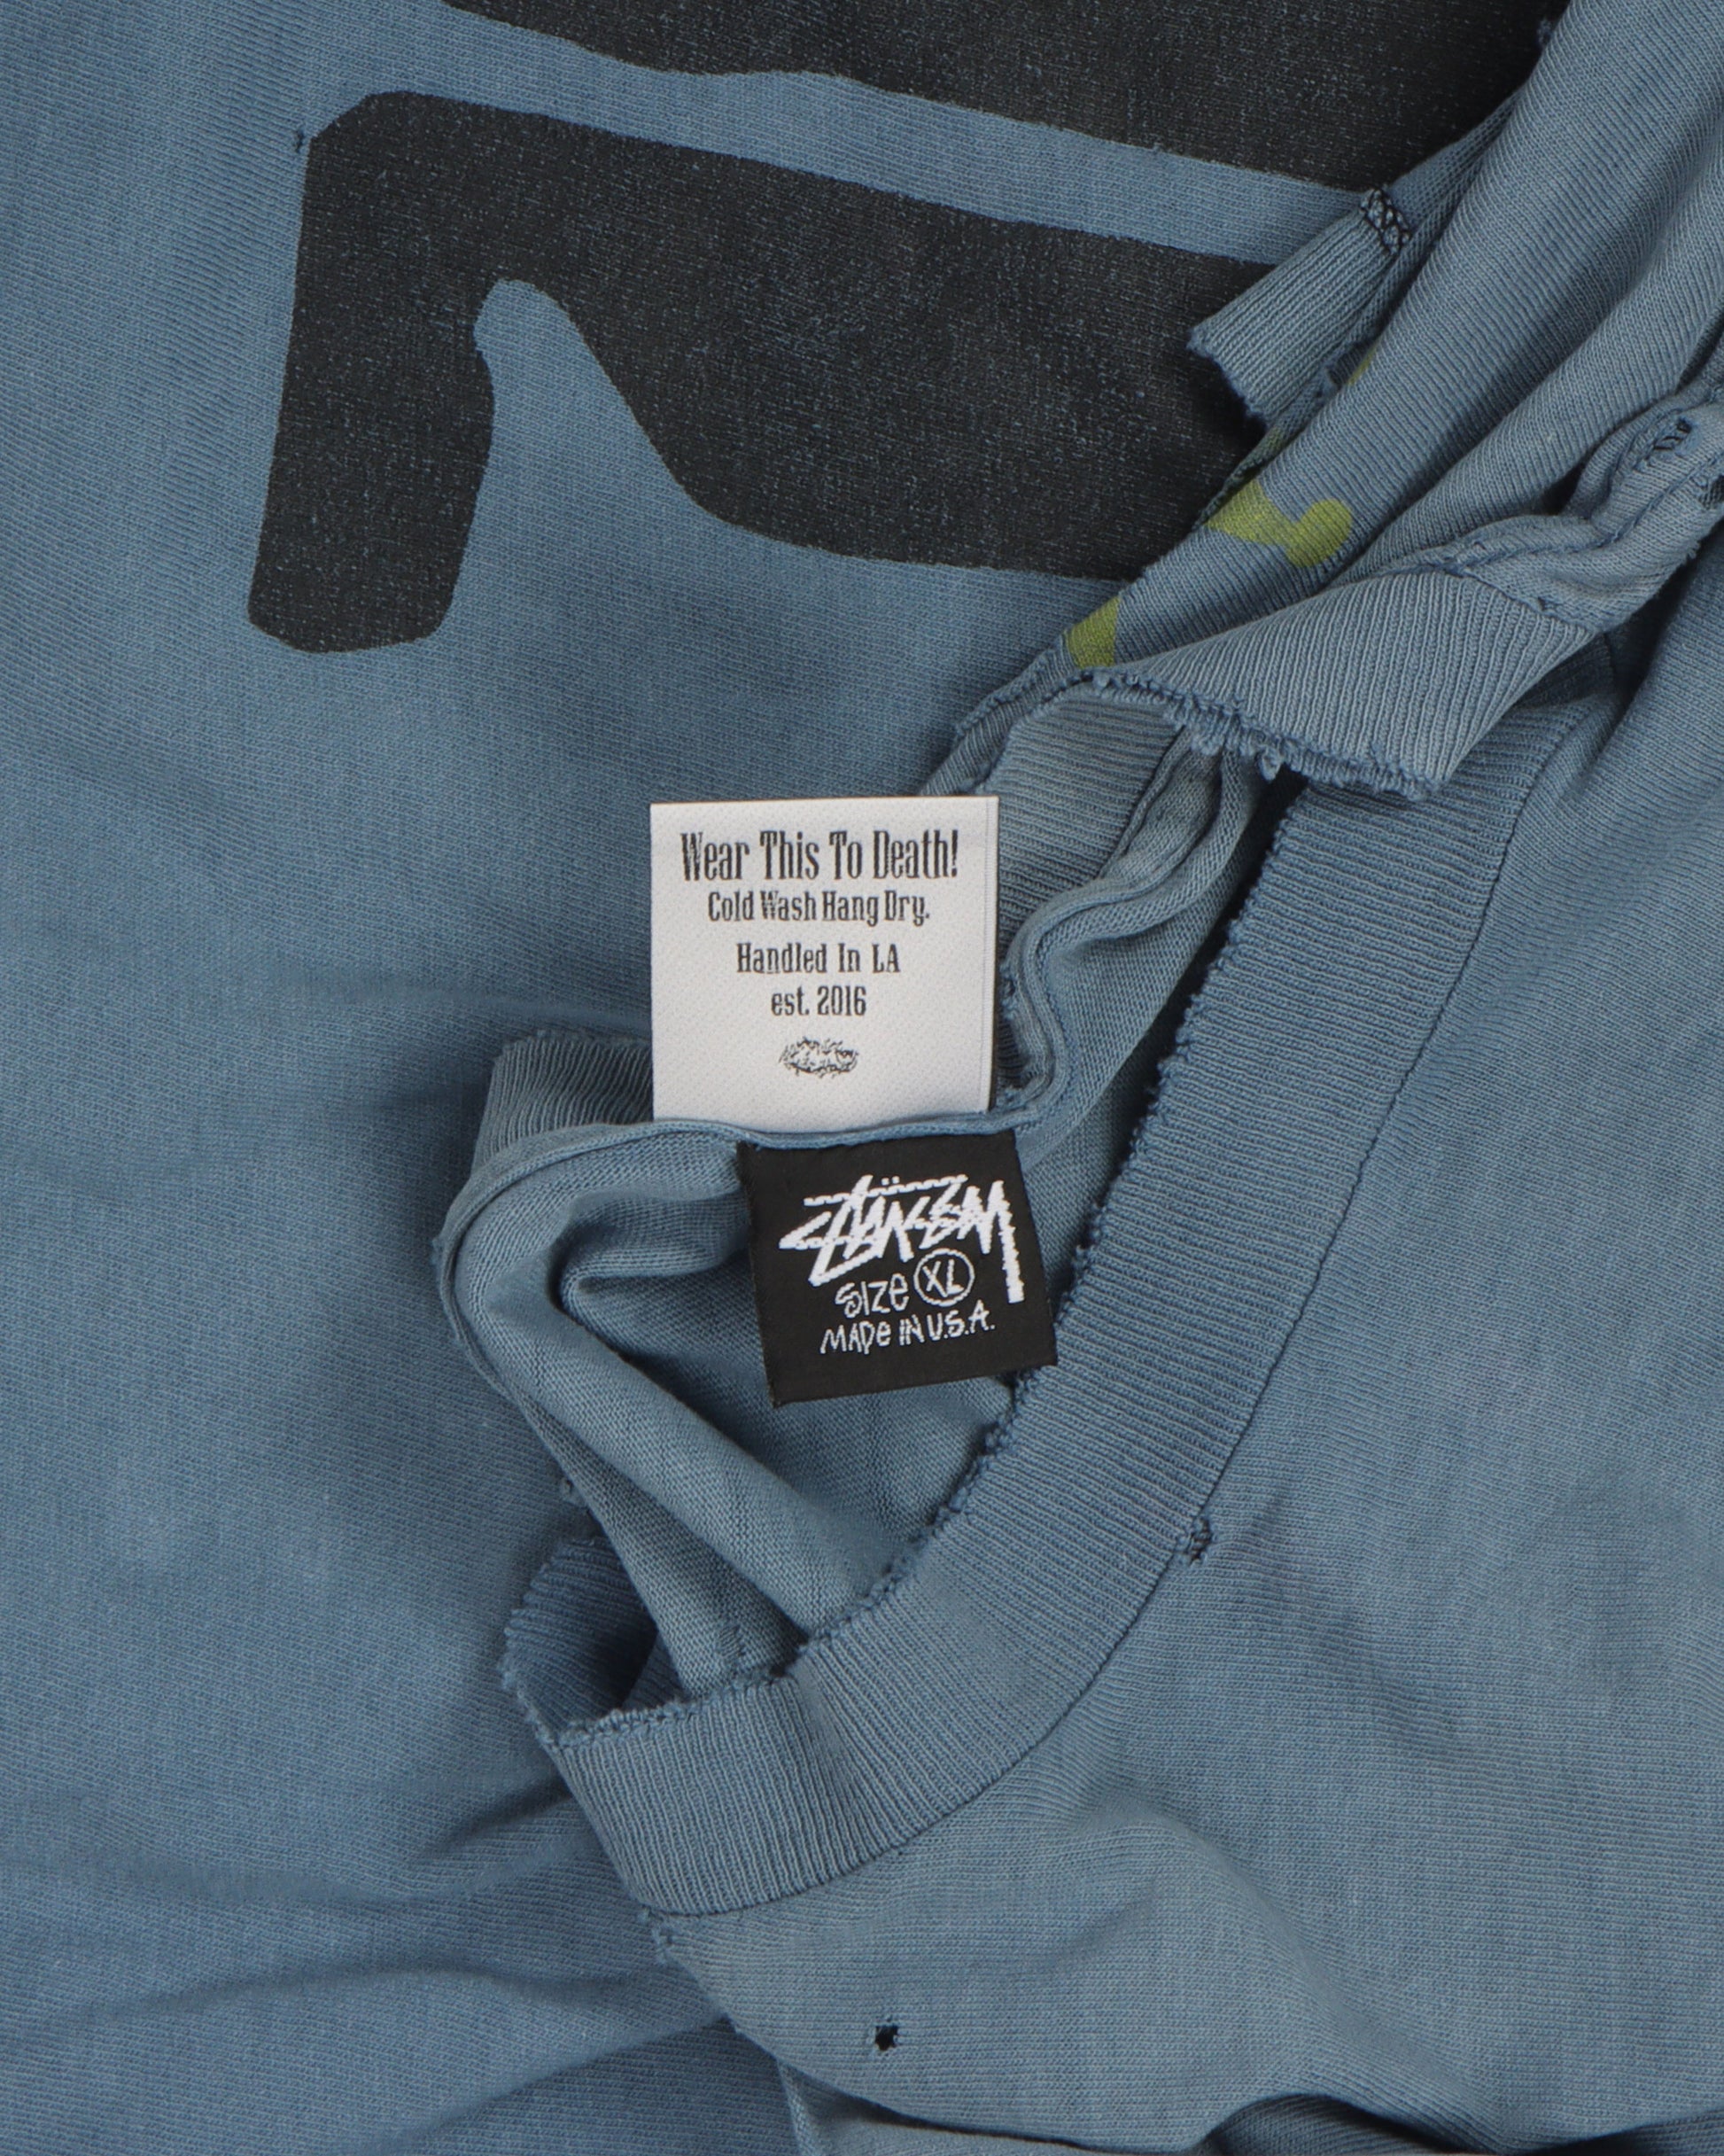 Wear This To Death!
Cold Wash Hang Dry.
Handled In LA
est. 2016
STÜSSY
SIZe XL
MADe IN U.S.A.